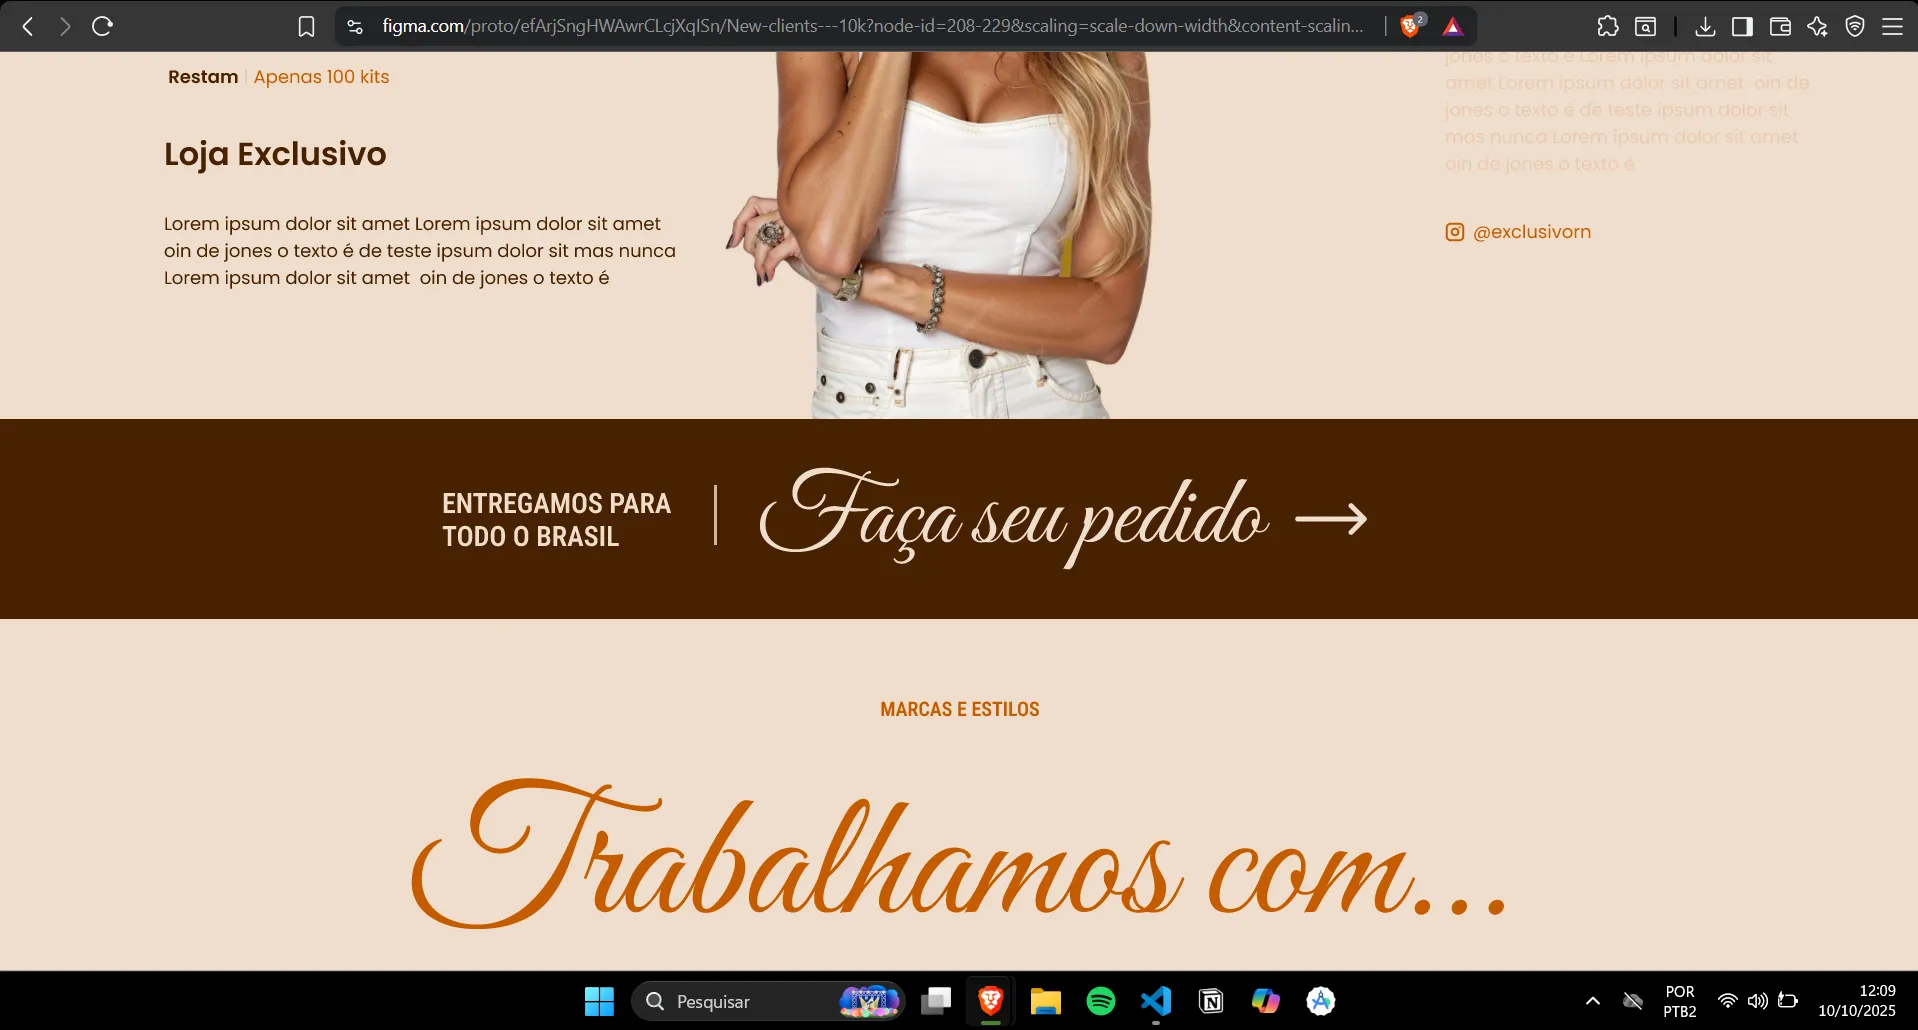 figma.com/proto/efArjSngHWAwrCLcjXqISn/New-clients---10k?node-id=208-229&scaling=scale-down-width&content-scalin...
2
Restam | Apenas 100 kits
Loja Exclusivo
Lorem ipsum dolor sit amet Lorem ipsum dolor sit amet
oin de jones o texto é de teste ipsum dolor sit mas nunca
Lorem ipsum dolor sit amet  oin de jones o texto é
jones o texto é Lorem ipsum dolor sit
amet Lorem ipsum dolor sit amet  oin de
jones o texto é de teste ipsum dolor sit
mas nunca Lorem ipsum dolor sit amet
oin de jones o texto é
@exclusivorn
ENTREGAMOS PARA
TODO O BRASIL
Faça seu pedido
MARCAS E ESTILOS
Trabalhamos com...
Pesquisar
POR
PTB2
12:09
10/10/2025